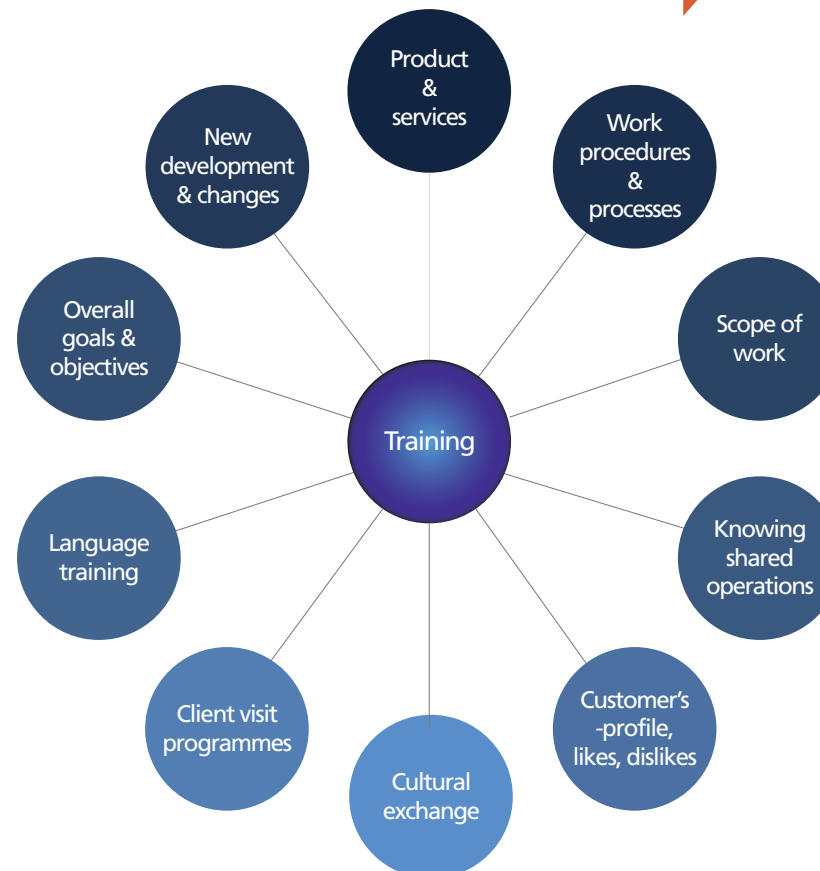 Product
&
services
Work
procedures
&
processes
Scope of
work
Knowing
shared
operations
Customer's
-profile,
likes, dislikes
Cultural
exchange
Client visit
programmes
Language
training
Overall
goals &
objectives
New
development
& changes
Training